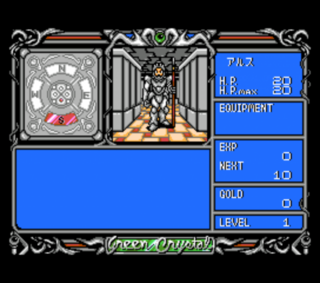 アルス
H.P. 20
H.P.MAX 20
N
W E
S
EQUIPMENT
EXP
0
NEXT
10
GOLD
0
LEVEL 1
Green Crystal